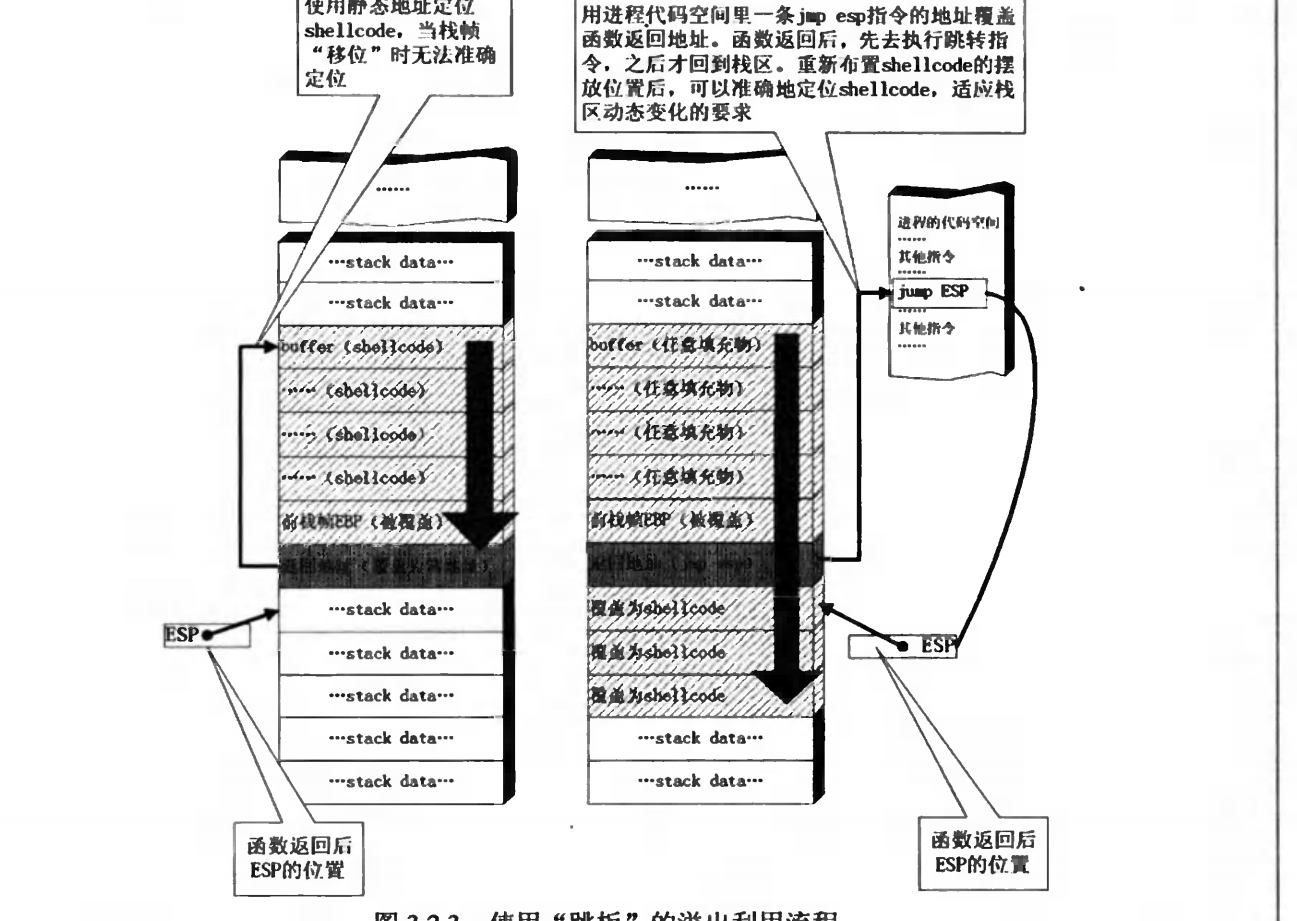 使用静态地址定位
shellcode，当栈帧
“移位”时无法准确
定位
用进程代码空间里一条jmp esp指令的地址覆盖
函数返回地址。函数返回后，先去执行跳转指
令，之后才回到栈区。重新布置shellcode的摆
放位置后，可以准确地定位shellcode，适应栈
区动态变化的要求
……
…stack data…
…stack data…
buffer（shellcode）
……（shellcode）
……（shellcode）
……（shellcode）
前栈帧EBP（被覆盖）
…stack data…
…stack data…
…stack data…
…stack data…
…stack data…
ESP
函数返回后
ESP的位置
……
…stack data…
…stack data…
buffer（任意填充物）
……（任意填充物）
……（任意填充物）
……（任意填充物）
前栈帧EBP（被覆盖）
返回地址（jmp esp）
覆盖为shellcode
覆盖为shellcode
覆盖为shellcode
…stack data…
…stack data…
进程的代码空间
……
其他指令
……
jump ESP
……
其他指令
……
ESP
函数返回后
ESP的位置
图 3.2.3 使用“跳板”的溢出利用流程